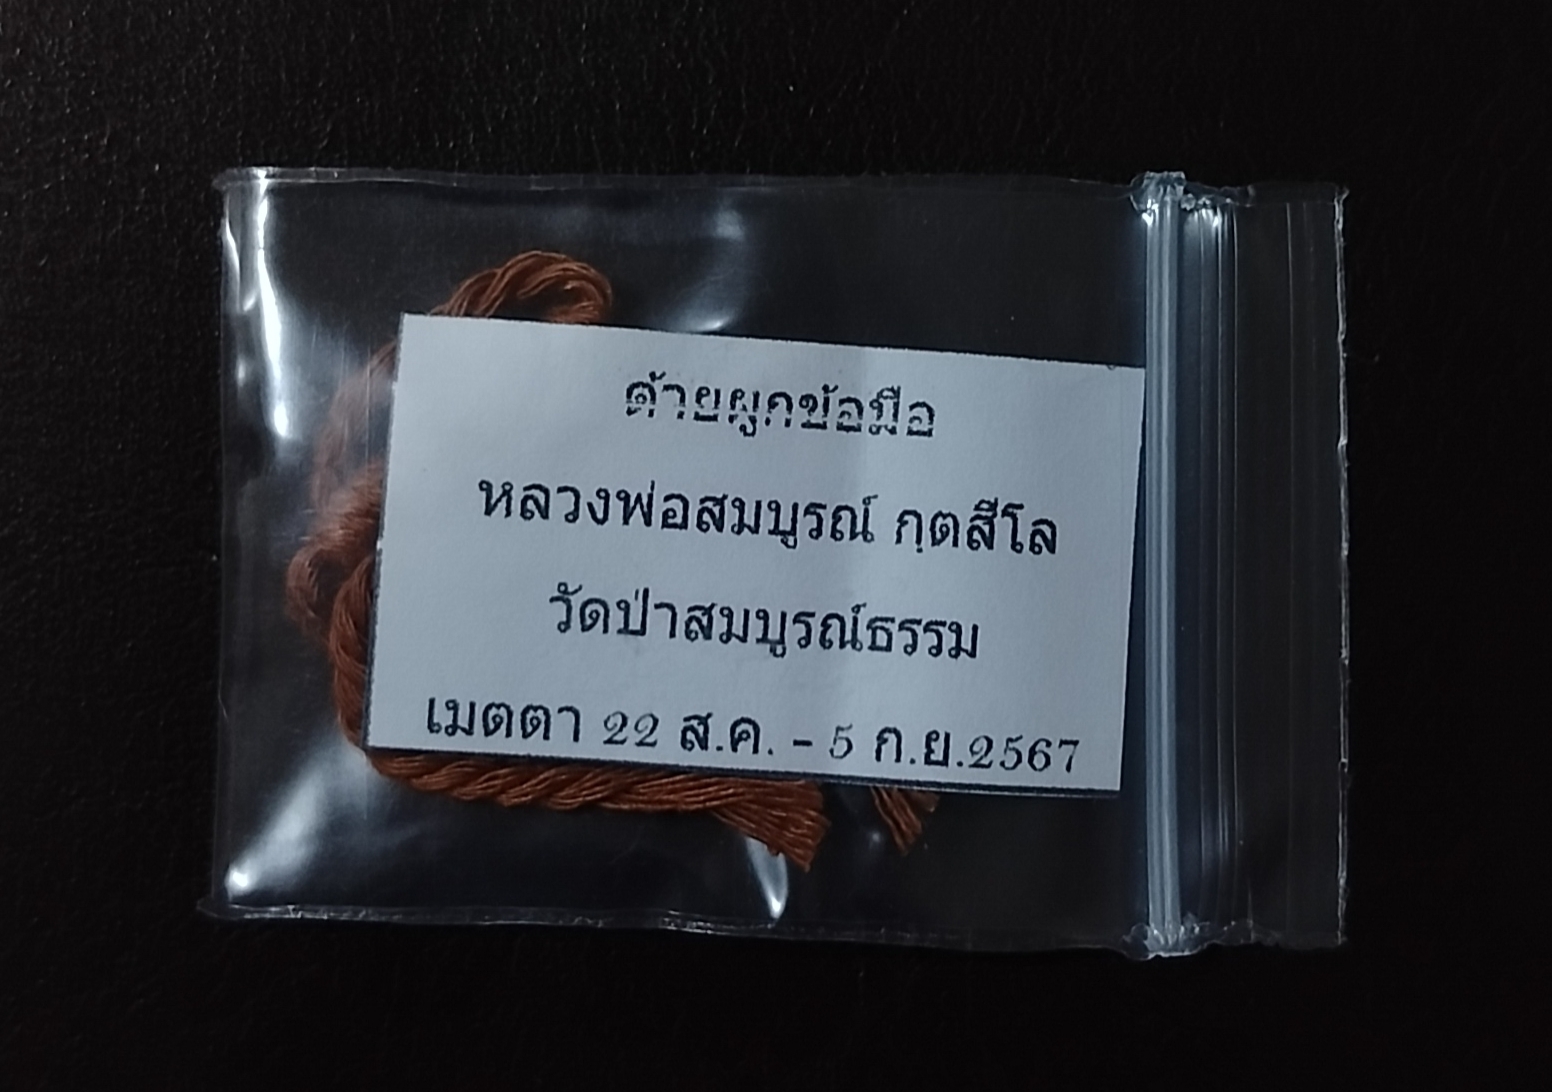 ด้ายผูกข้อมือ
หลวงพ่อสมบูรณ์ กฺตสีโล
วัดป่าสมบูรณ์ธรรม
เมตตา 22 ส.ค. - 5 ก.ย.2567